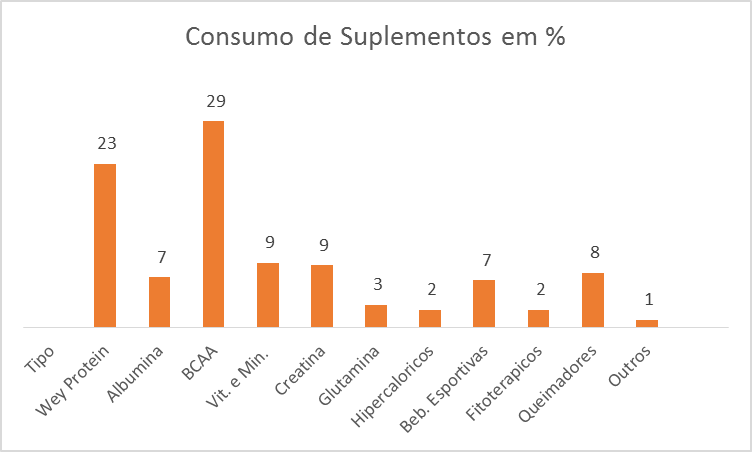 Consumo de Suplementos em %
23
7
29
9
9
3
2
7
2
8
1
Tipo
Wey Protein
Albumina
BCAA
Vit. e Min.
Creatina
Glutamina
Hipercaloricos
Beb. Esportivas
Fitoterapicos
Queimadores
Outros